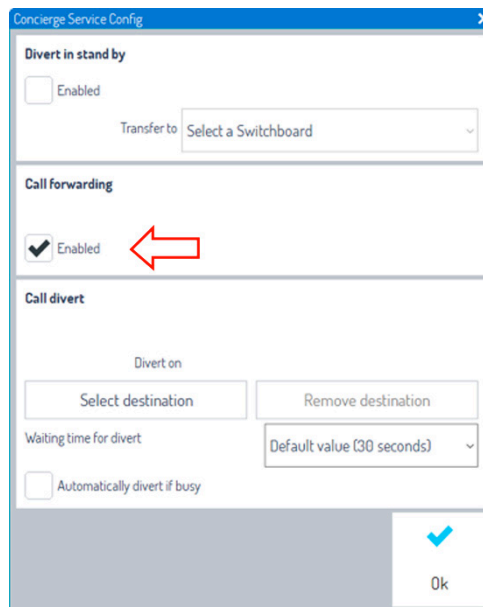 Concierge Service Config
Divert in stand by
Enabled
Transfer to Select a Switchboard
Call forwarding
Enabled
Call divert
Divert on
Select destination Remove destination
Waiting time for divert Default value (30 seconds)
Automatically divert if busy
Ok